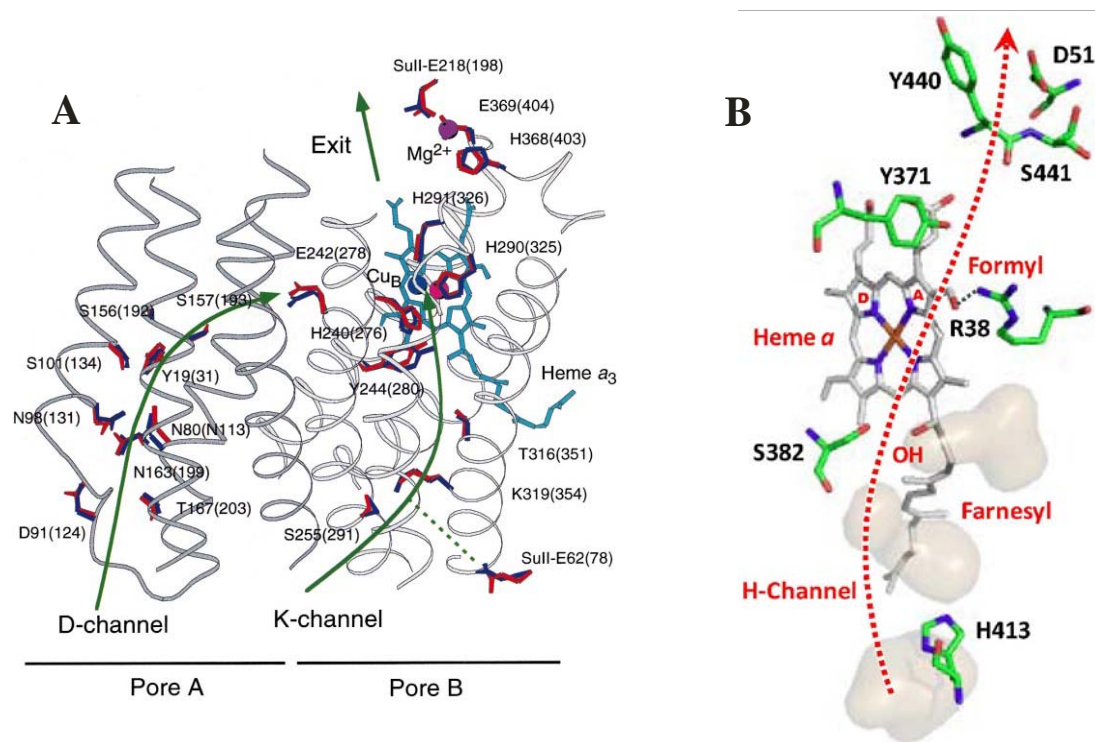 A
SuII-E218(198)
E369(404)
Exit
Mg2+
H368(403)
H291(326)
E242(278
H290(325)
CuB
S156(192)
S157(193)
H240(276)
S101(134)
Y19(31)
Y244(280)
Heme a3
N98(131)
N80(N113)
T316(351)
N163(199)
K319(354)
D91(124)
T167(203)
S255(291)
SuII-E62(78)
D-channel
K-channel
Pore A
Pore B
B
Y440
D51
S441
Y371
Formyl
D
A
R38
Heme a
S382
OH
Farnesyl
H-Channel
H413